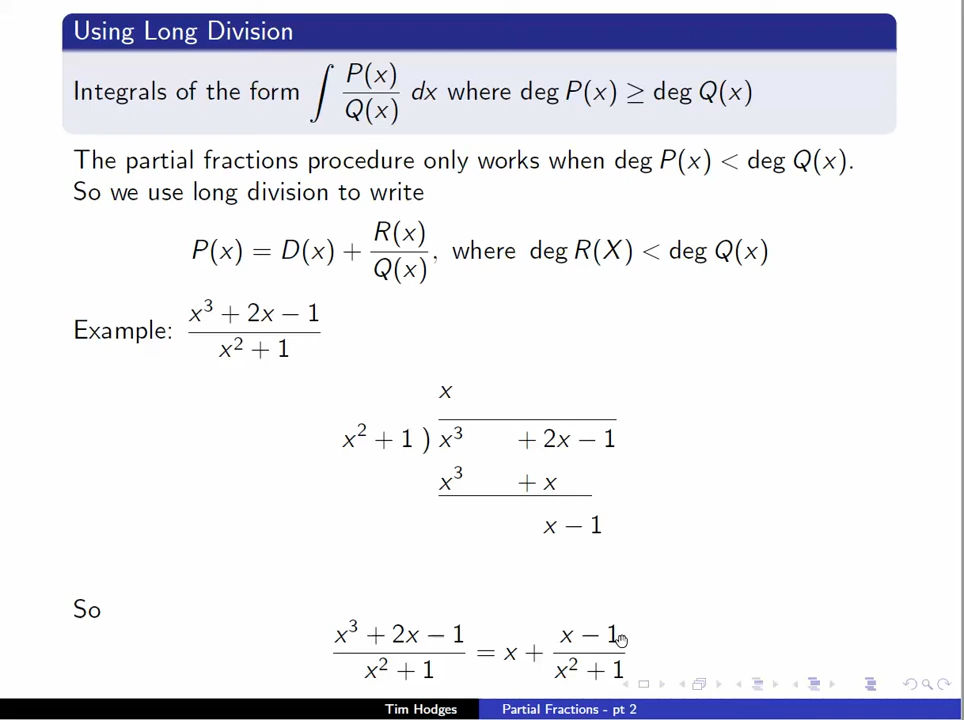 Using Long Division
Integrals of the form ∫ P(x)/Q(x) dx where deg P(x) ≥ deg Q(x)
The partial fractions procedure only works when deg P(x) < deg Q(x).
So we use long division to write
P(x) = D(x) + R(x)/Q(x), where deg R(X) < deg Q(x)
Example: (x³ + 2x − 1)/(x² + 1)
x
x² + 1 ) x³ + 2x − 1
x³ + x
x − 1
So
(x³ + 2x − 1)/(x² + 1) = x + (x − 1)/(x² + 1)
Tim Hodges Partial Fractions - pt 2